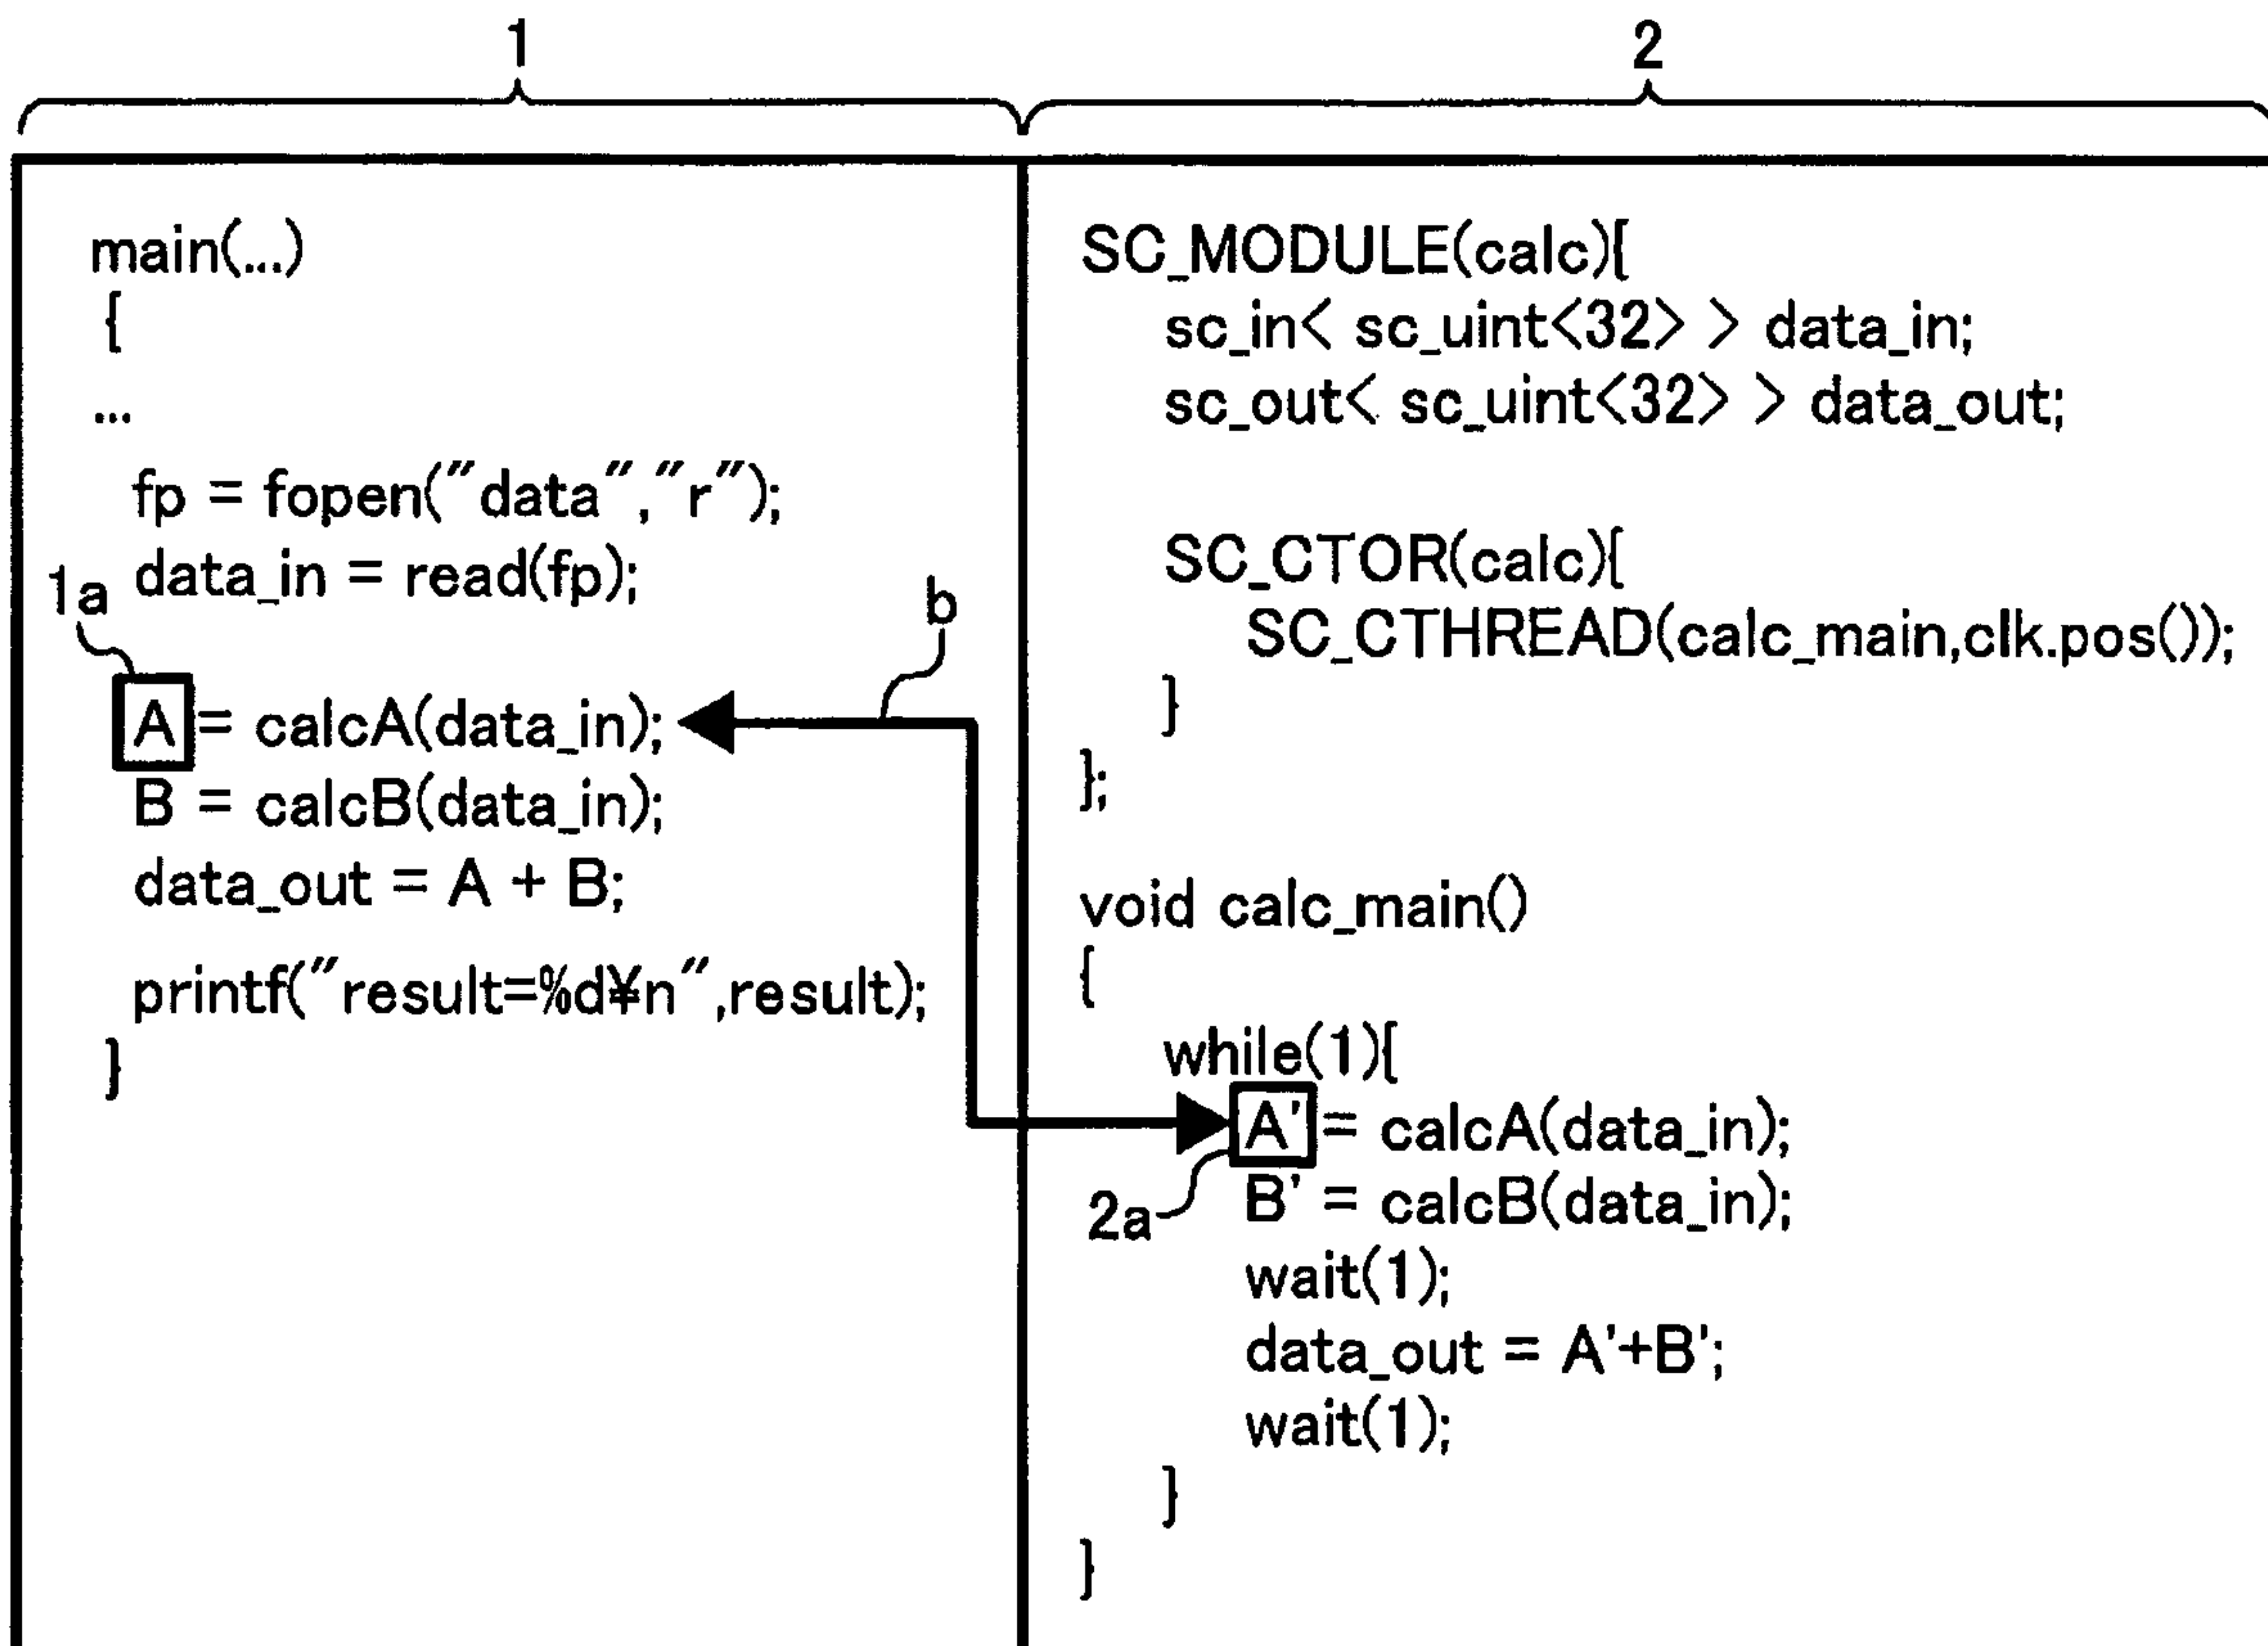 1
2
main(...)
{
...
fp = fopen("data","r");
data_in = read(fp);
1a
b
A = calcA(data_in);
B = calcB(data_in);
data_out = A + B;
printf("result=%d¥n",result);
}
SC_MODULE(calc){
sc_in< sc_uint<32> > data_in;
sc_out< sc_uint<32> > data_out;
SC_CTOR(calc){
SC_CTHREAD(calc_main,clk.pos());
}
};
void calc_main()
{
while(1){
A' = calcA(data_in);
2a
B' = calcB(data_in);
wait(1);
data_out = A'+B';
wait(1);
}
}